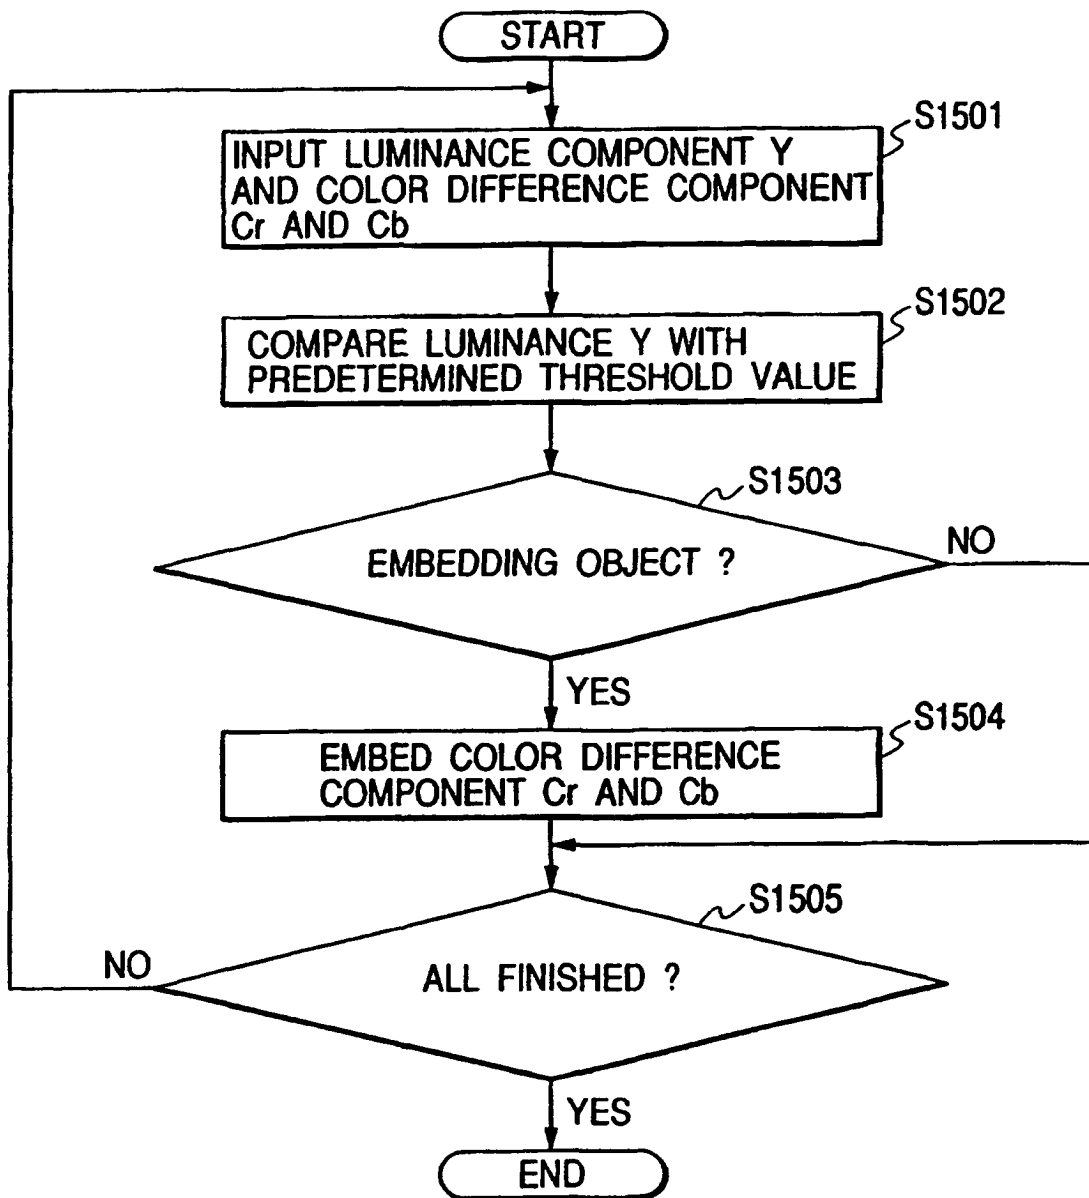 START
S1501
INPUT LUMINANCE COMPONENT Y
AND COLOR DIFFERENCE COMPONENT
Cr AND Cb
S1502
COMPARE LUMINANCE Y WITH
PREDETERMINED THRESHOLD VALUE
S1503
EMBEDDING OBJECT ?
NO
YES
S1504
EMBED COLOR DIFFERENCE
COMPONENT Cr AND Cb
S1505
ALL FINISHED ?
NO
YES
END